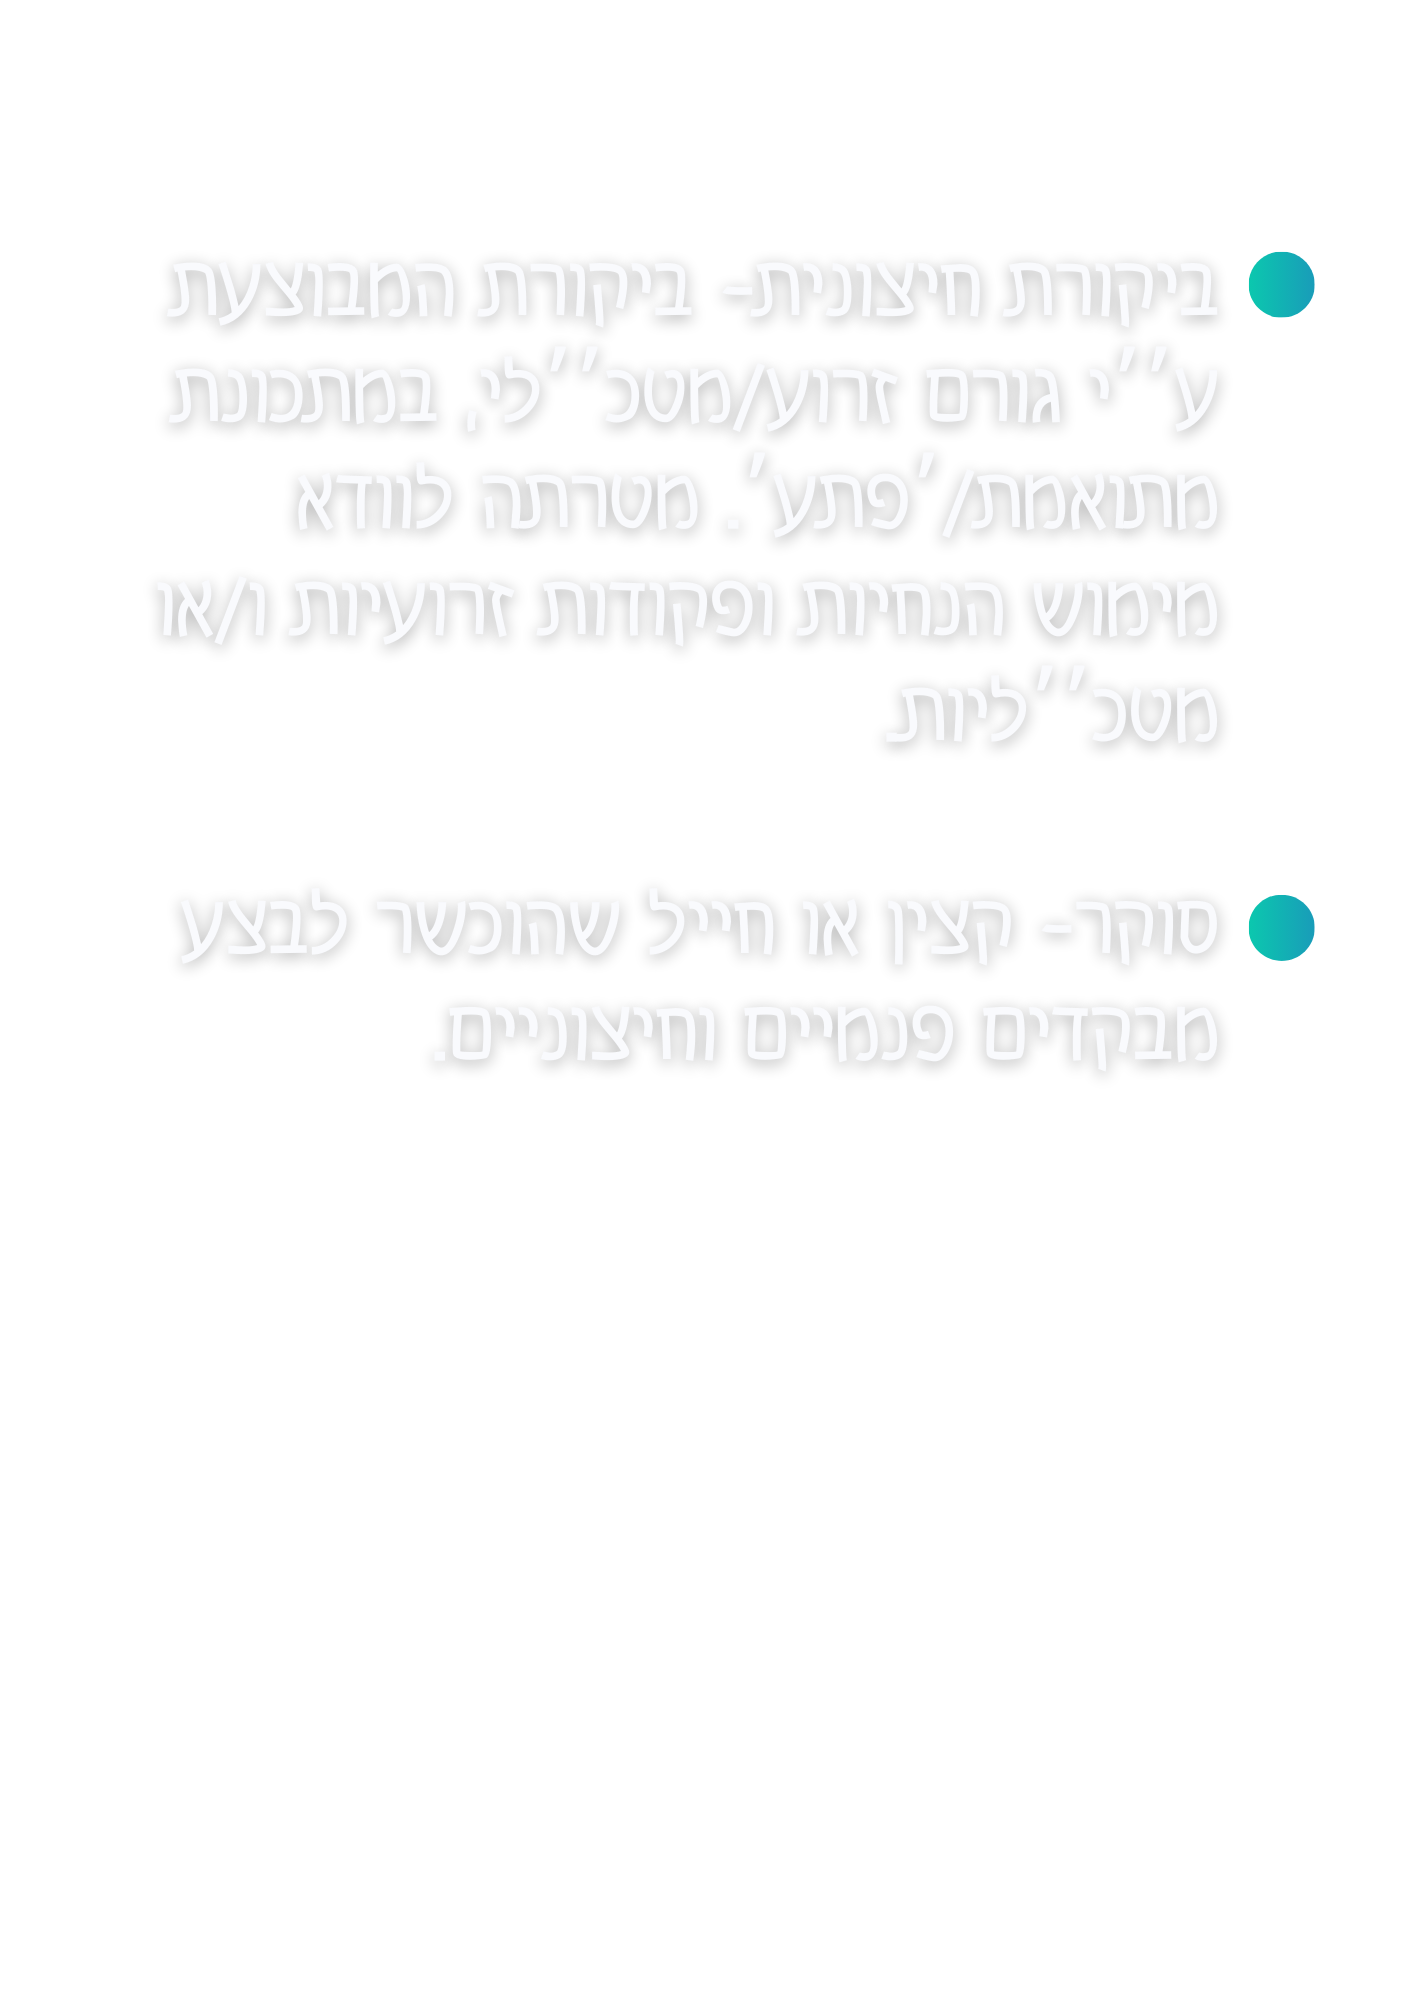 ביקורת חיצונית- ביקורת המבוצעת
ע''י גורם זרוע/מטכ''לי, במתכונת
מתואמת/'פתע'. מטרתה לוודא
מימוש הנחיות ופקודות זרועיות ו/או
מטכ''ליות.
סוקר- קצין או חייל שהוכשר לבצע
מבקדים פנמיים וחיצוניים.